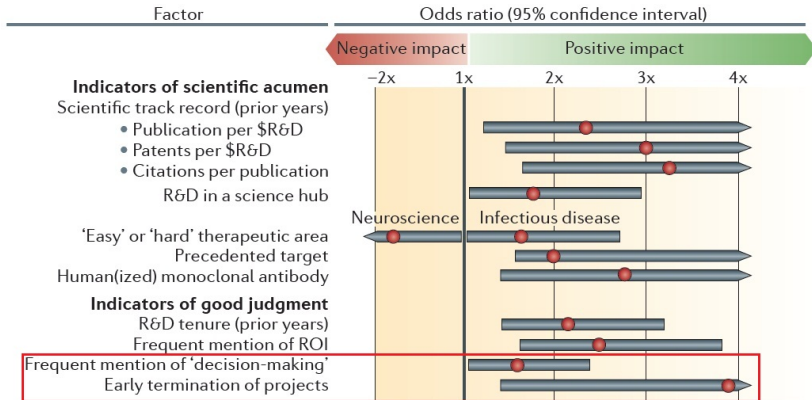 Factor Odds ratio (95% confidence interval)
Negative impact Positive impact
–2x 1x 2x 3x 4x
Indicators of scientific acumen
Scientific track record (prior years)
• Publication per $R&D
• Patents per $R&D
• Citations per publication
R&D in a science hub
Neuroscience Infectious disease
‘Easy’ or ‘hard’ therapeutic area
Precedented target
Human(ized) monoclonal antibody
Indicators of good judgment
R&D tenure (prior years)
Frequent mention of ROI
Frequent mention of ‘decision-making’
Early termination of projects